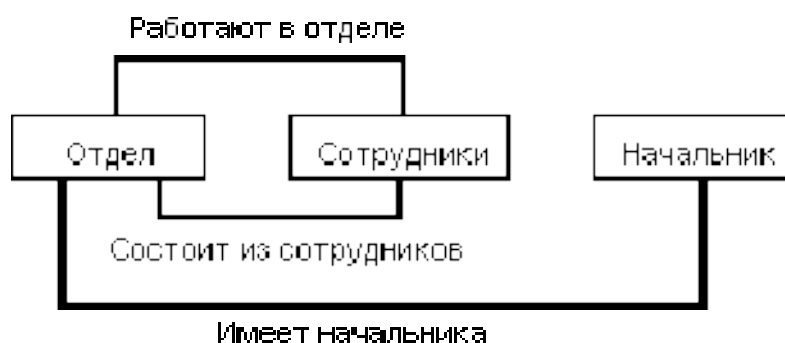 Работают в отделе
Отдел
Сотрудники
Начальник
Состоит из сотрудников
Имеет начальника